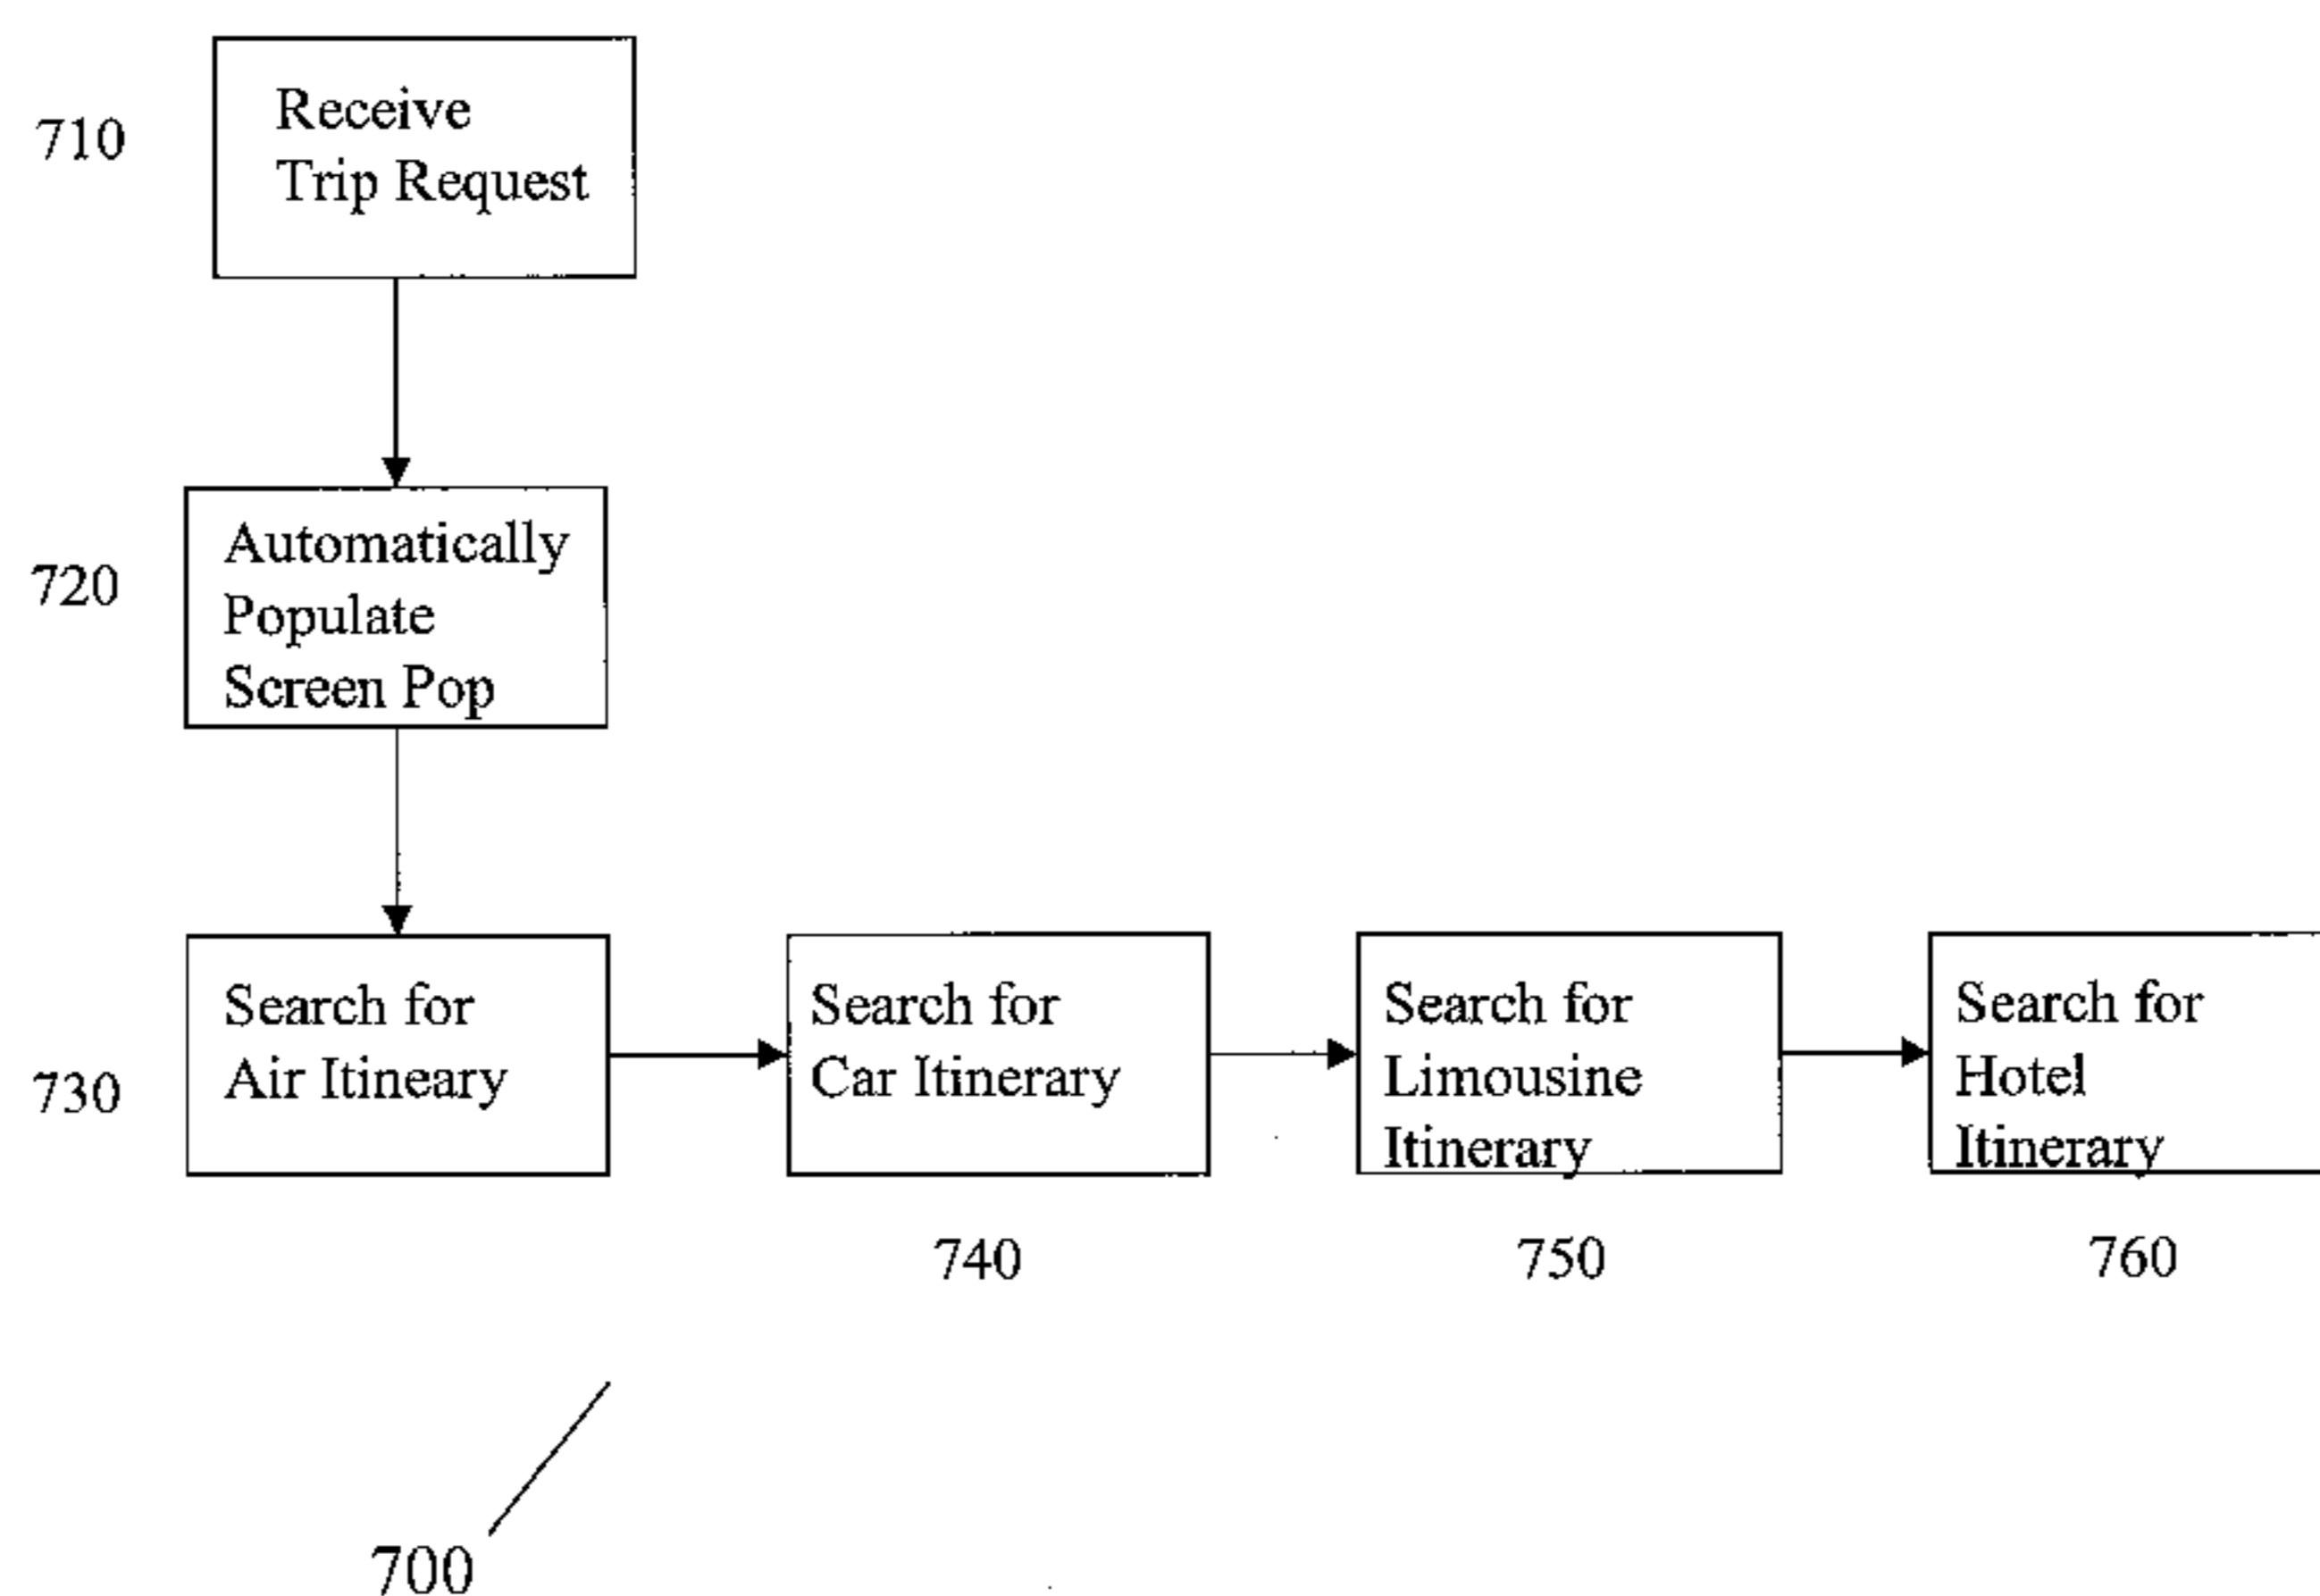 710
Receive
Trip Request
720
Automatically
Populate
Screen Pop
730
Search for
Air Itineary
Search for
Car Itinerary
740
Search for
Limousine
Itinerary
750
Search for
Hotel
Itinerary
760
700